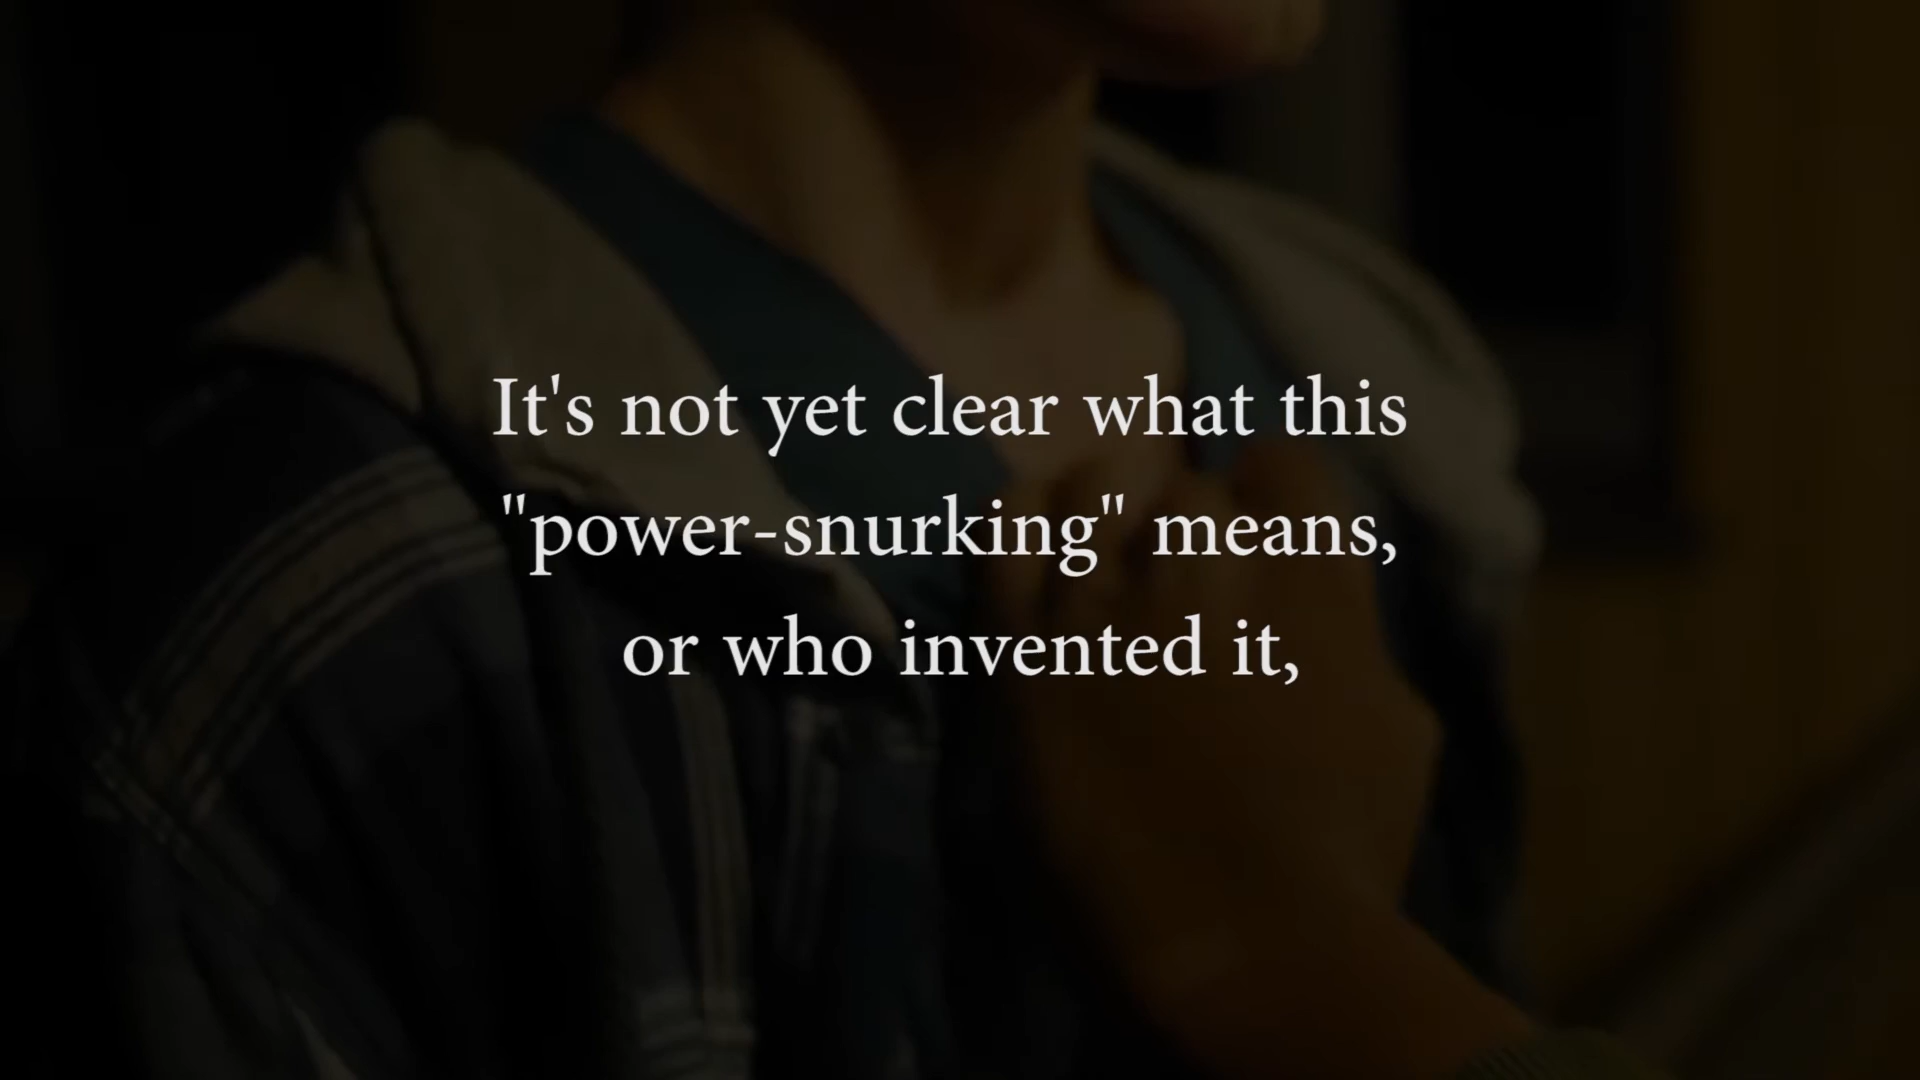 It's not yet clear what this
"power-snurking" means,
or who invented it,